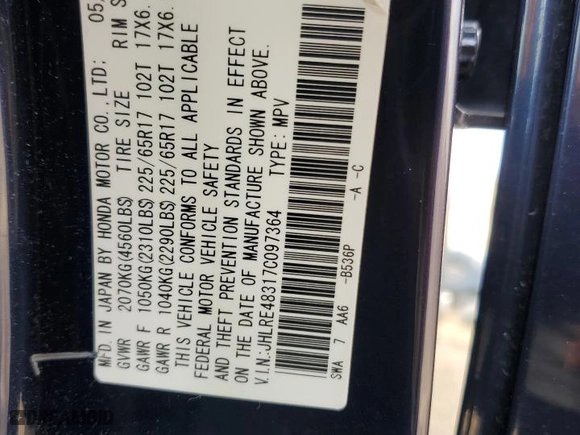 MFD. IN JAPAN BY HONDA MOTOR CO., LTD: 05
GVWR 2070KG(4560LBS) TIRE SIZE RIM S
GAWR F 1050KG(2310LBS) 225/65R17 102T 17X6.
GAWR R 1040KG(2290LBS) 225/65R17 102T 17X6.
THIS VEHICLE CONFORMS TO ALL APPLICABLE
FEDERAL MOTOR VEHICLE SAFETY
AND THEFT PREVENTION STANDARDS IN EFFECT
ON THE DATE OF MANUFACTURE SHOWN ABOVE.
V.I.N:JHLRE48317C097364 TYPE: MPV
SWA 7 AA6 -B536P -A -C